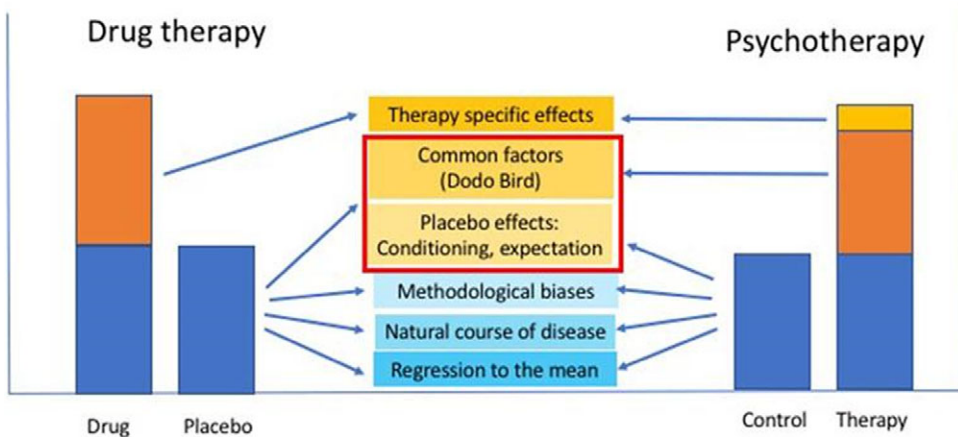 Drug therapy
Psychotherapy
Therapy specific effects
Common factors
(Dodo Bird)
Placebo effects:
Conditioning, expectation
Methodological biases
Natural course of disease
Regression to the mean
Drug
Placebo
Control
Therapy